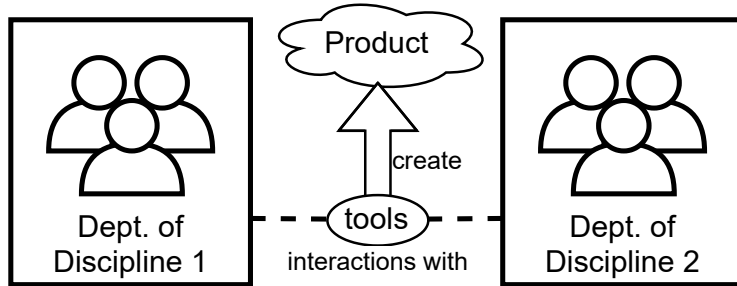 Product
create
tools
interactions with
Dept. of
Discipline 1
Dept. of
Discipline 2